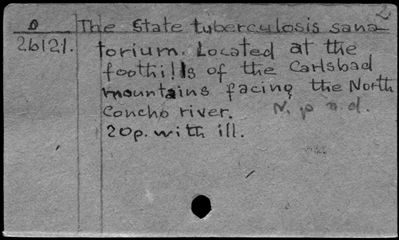 2
O The State tuberculosis sana
26121. torium. Located at the
foothills of the Carlsbad
mountains facing the North
Concho river. N. p. n. d.
20p. with ill.